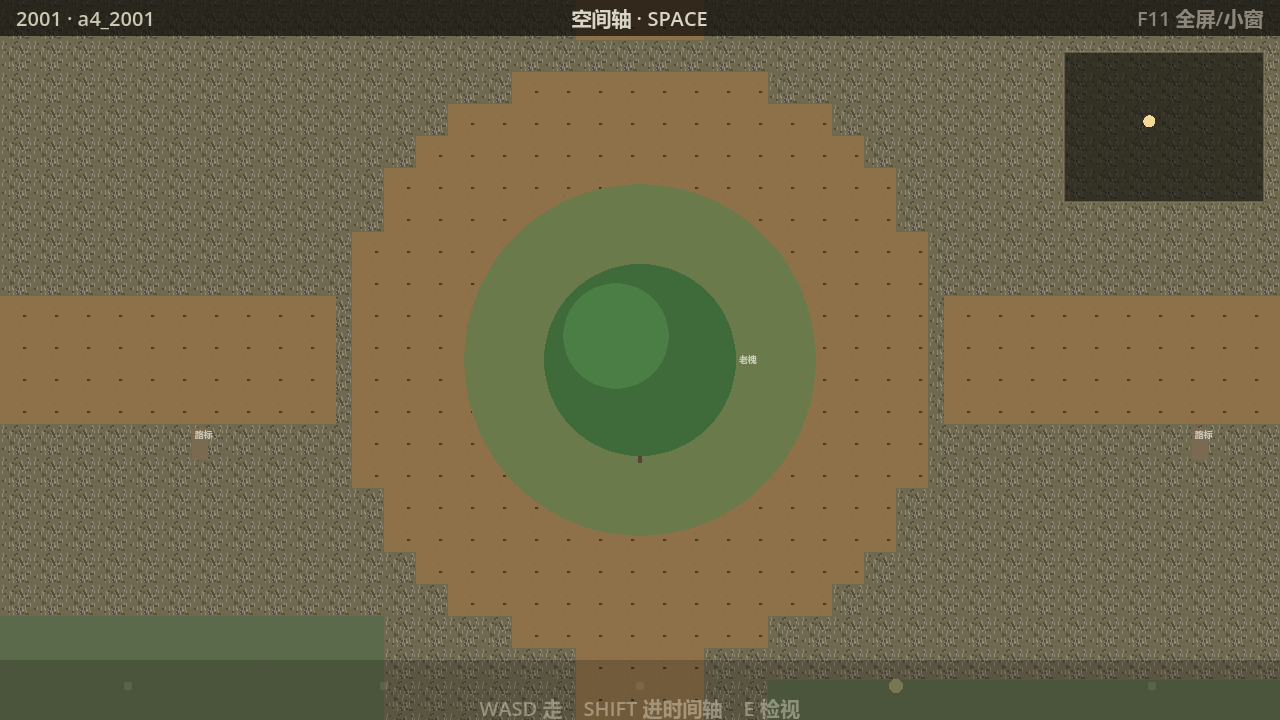 2001 · a4_2001
空间轴 · SPACE
F11 全屏/小窗
老槐
路标
路标
WASD 走 SHIFT 进时间轴 E 检视